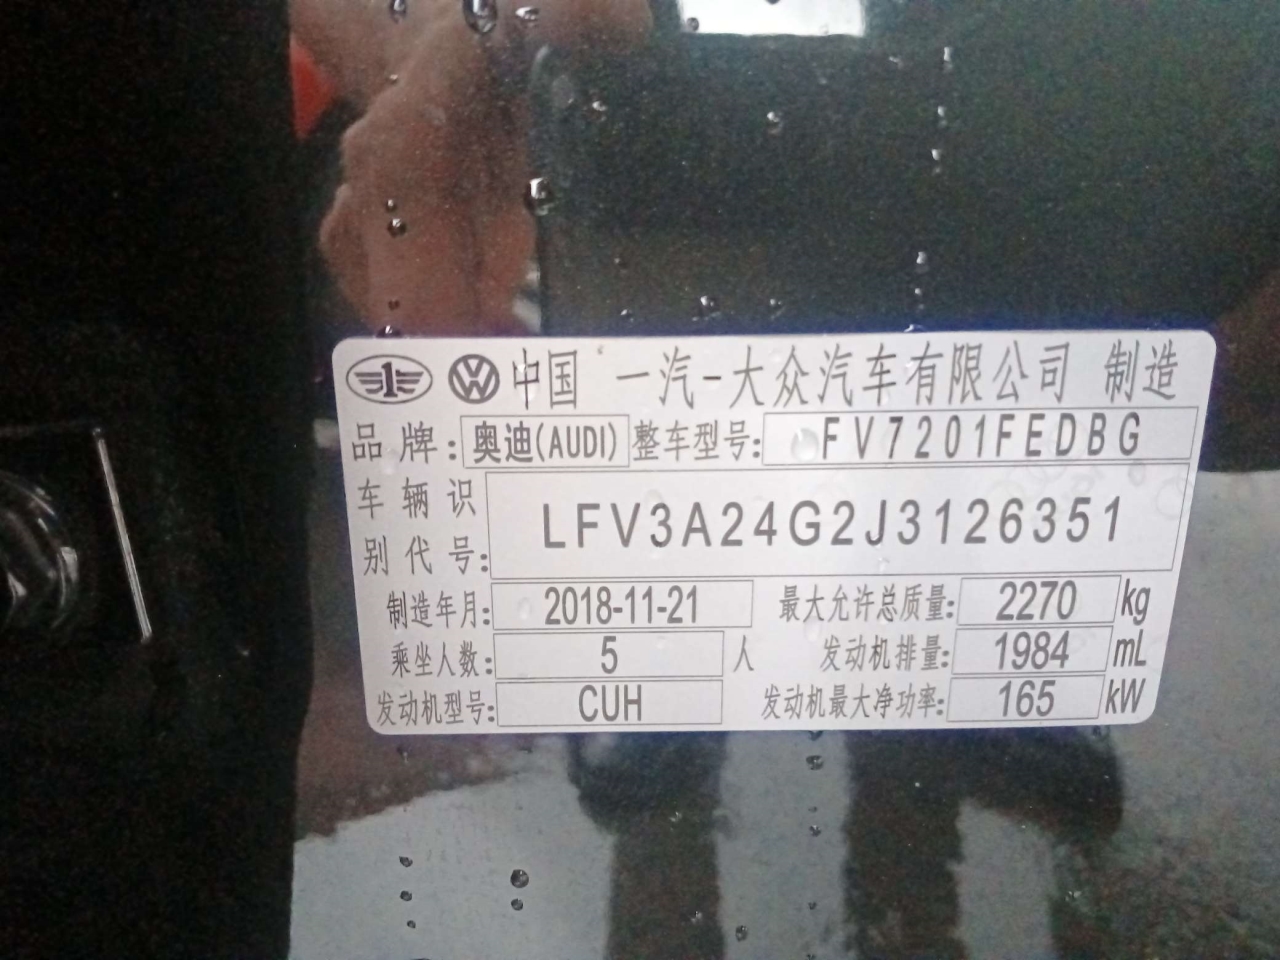 中国 一汽-大众汽车有限公司 制造
品牌: 奥迪(AUDI) 整车型号: FV7201FEDBG
车辆识
别代号: LFV3A24G2J3126351
制造年月: 2018-11-21 最大允许总质量: 2270 kg
乘坐人数: 5 人 发动机排量: 1984 mL
发动机型号: CUH 发动机最大净功率: 165 kW